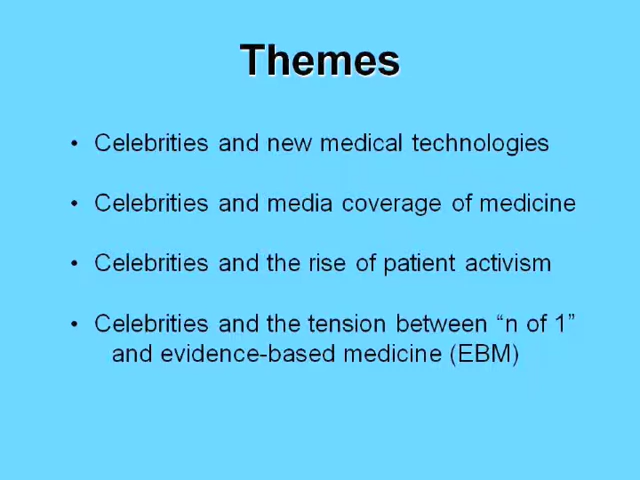 Themes
• Celebrities and new medical technologies
• Celebrities and media coverage of medicine
• Celebrities and the rise of patient activism
• Celebrities and the tension between “n of 1”
and evidence-based medicine (EBM)